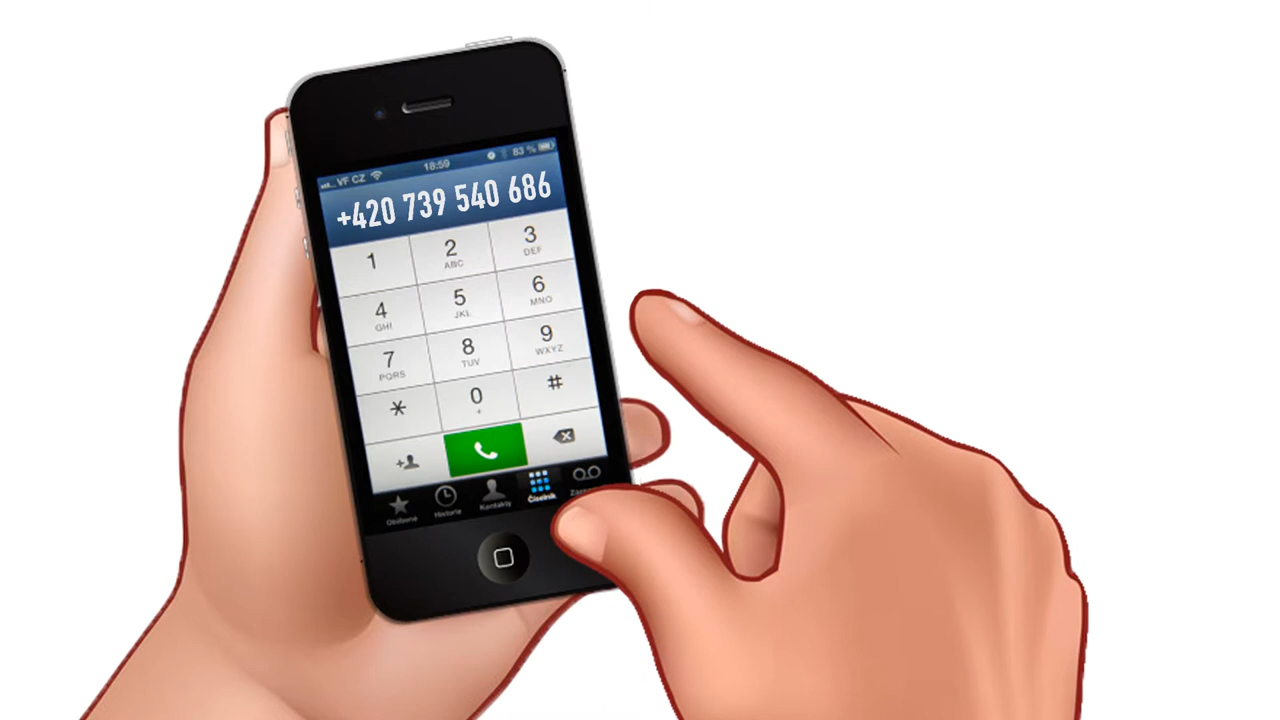 VF CZ 18:59 83 %
+420 739 540 686
1 2 ABC 3 DEF
4 GHI 5 JKL 6 MNO
7 PQRS 8 TUV 9 WXYZ
* 0 + #
Oblíbené Historie Kontakty Číselník